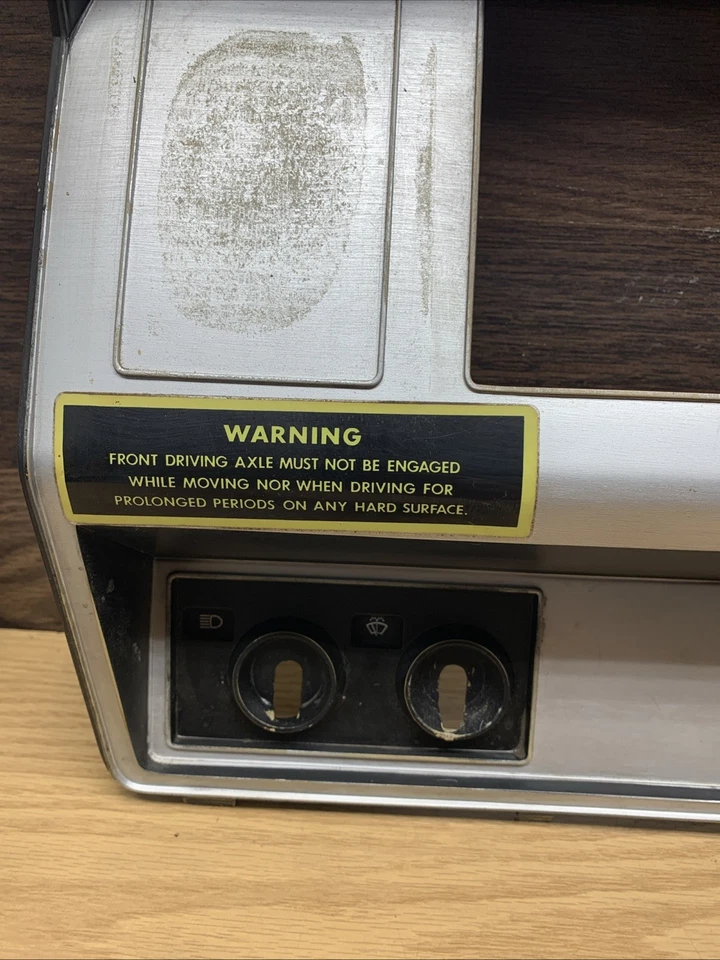 WARNING
FRONT DRIVING AXLE MUST NOT BE ENGAGED
WHILE MOVING NOR WHEN DRIVING FOR
PROLONGED PERIODS ON ANY HARD SURFACE.